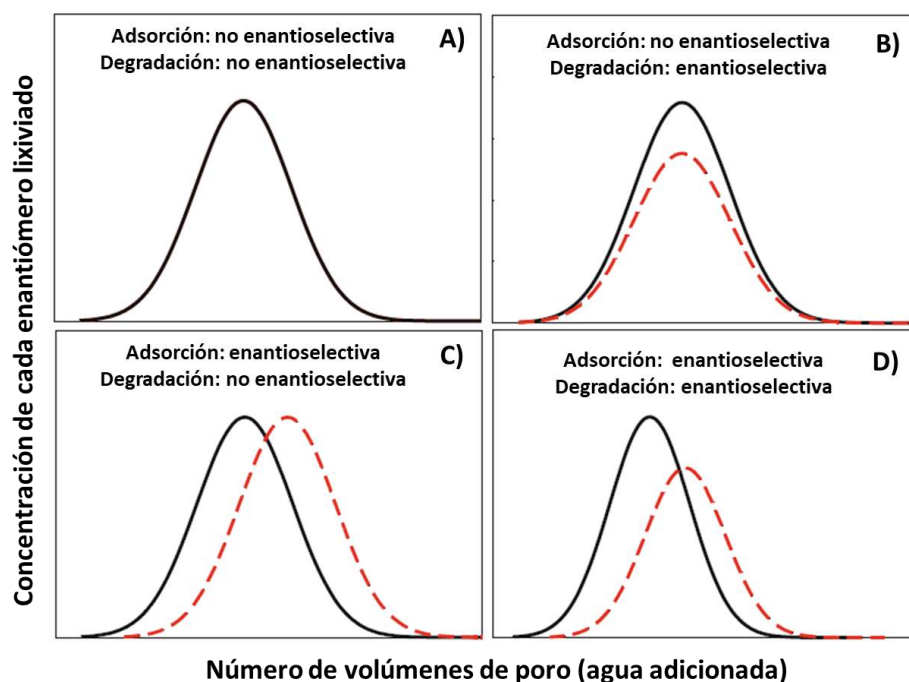 Concentración de cada enantiómero lixiviado
Adsorción: no enantioselectiva
Degradación: no enantioselectiva
A)
Adsorción: no enantioselectiva
Degradación: enantioselectiva
B)
Adsorción: enantioselectiva
Degradación: no enantioselectiva
C)
Adsorción: enantioselectiva
Degradación: enantioselectiva
D)
Número de volúmenes de poro (agua adicionada)